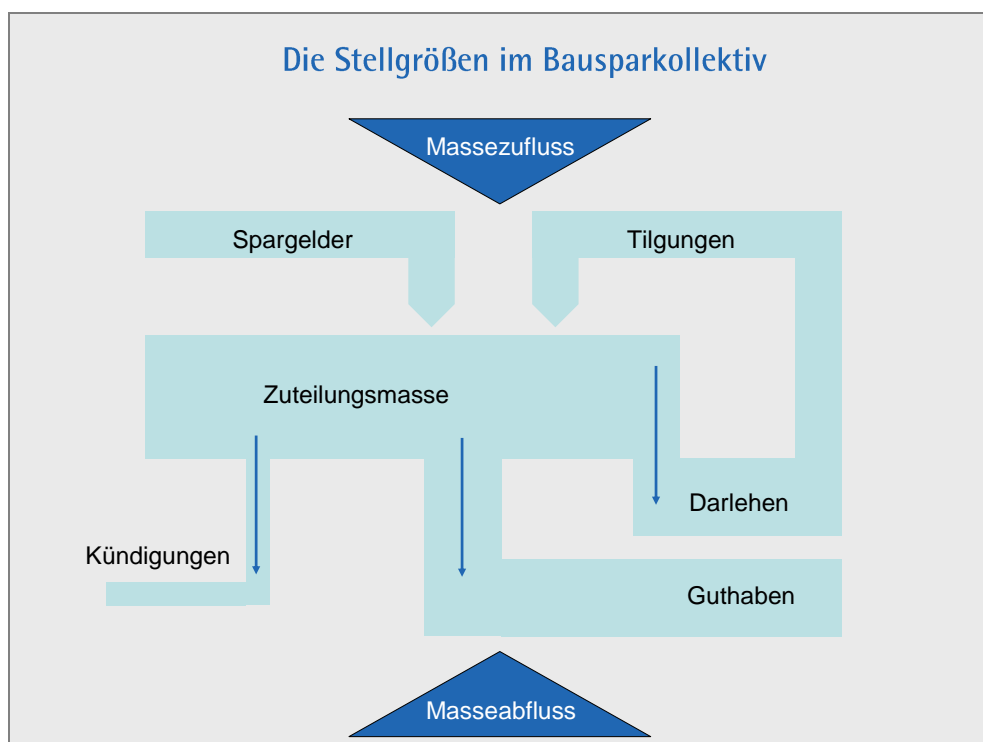 Die Stellgrößen im Bausparkollektiv
Massezufluss
Spargelder
Tilgungen
Zuteilungsmasse
Darlehen
Kündigungen
Guthaben
Masseabfluss